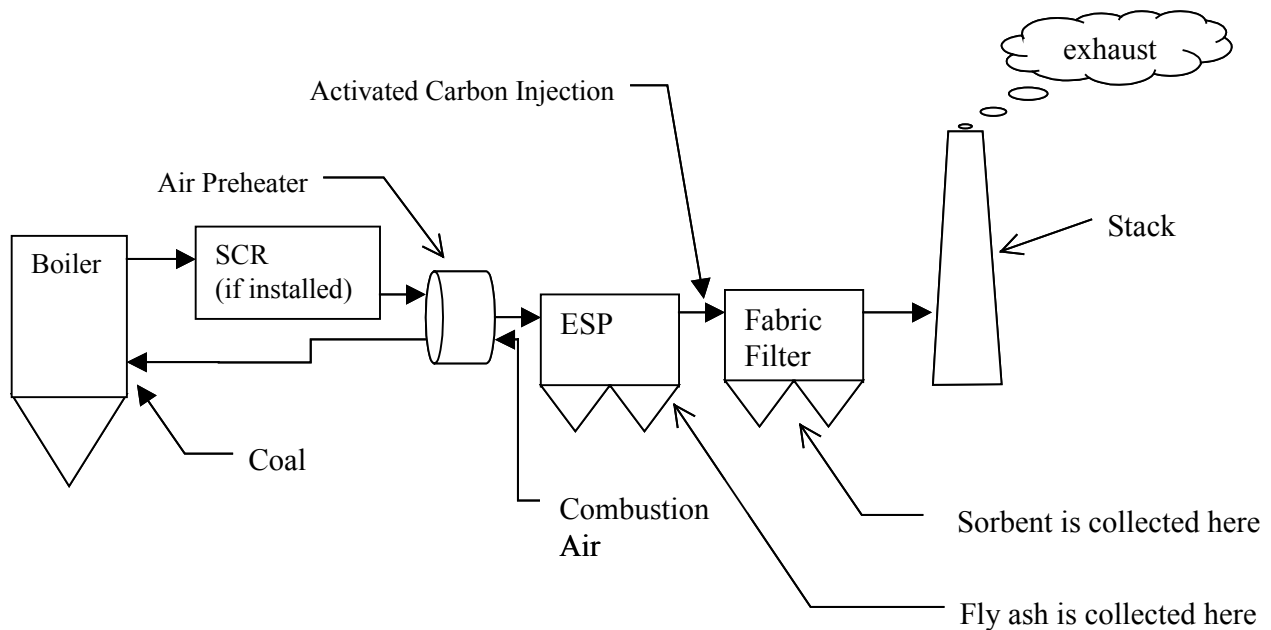 exhaust
Activated Carbon Injection
Air Preheater
Stack
Boiler
SCR
(if installed)
ESP
Fabric
Filter
Coal
Combustion
Air
Sorbent is collected here
Fly ash is collected here